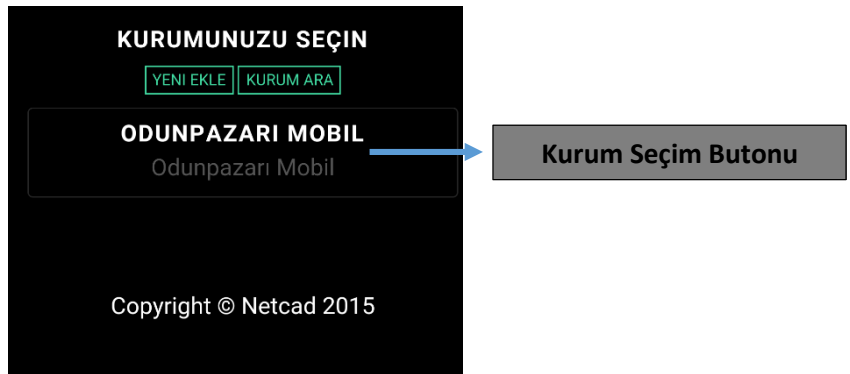 KURUMUNUZU SEÇIN
YENI EKLE KURUM ARA
ODUNPAZARI MOBIL
Odunpazarı Mobil
Kurum Seçim Butonu
Copyright © Netcad 2015